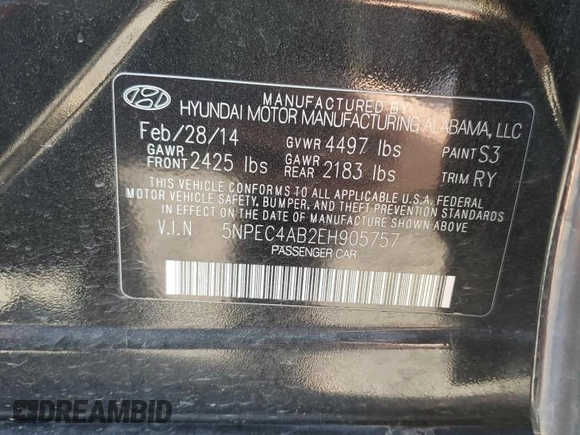 MANUFACTURED BY
HYUNDAI MOTOR MANUFACTURING ALABAMA, LLC
Feb/28/14 GVWR 4497 lbs PAINT S3
GAWR FRONT 2425 lbs GAWR REAR 2183 lbs TRIM RY
THIS VEHICLE CONFORMS TO ALL APPLICABLE U.S.A. FEDERAL
MOTOR VEHICLE SAFETY, BUMPER, AND THEFT PREVENTION STANDARDS
IN EFFECT ON THE DATE OF MANUFACTURE SHOWN ABOVE.
V.I.N 5NPEC4AB2EH905757
PASSENGER CAR
DREAMBID